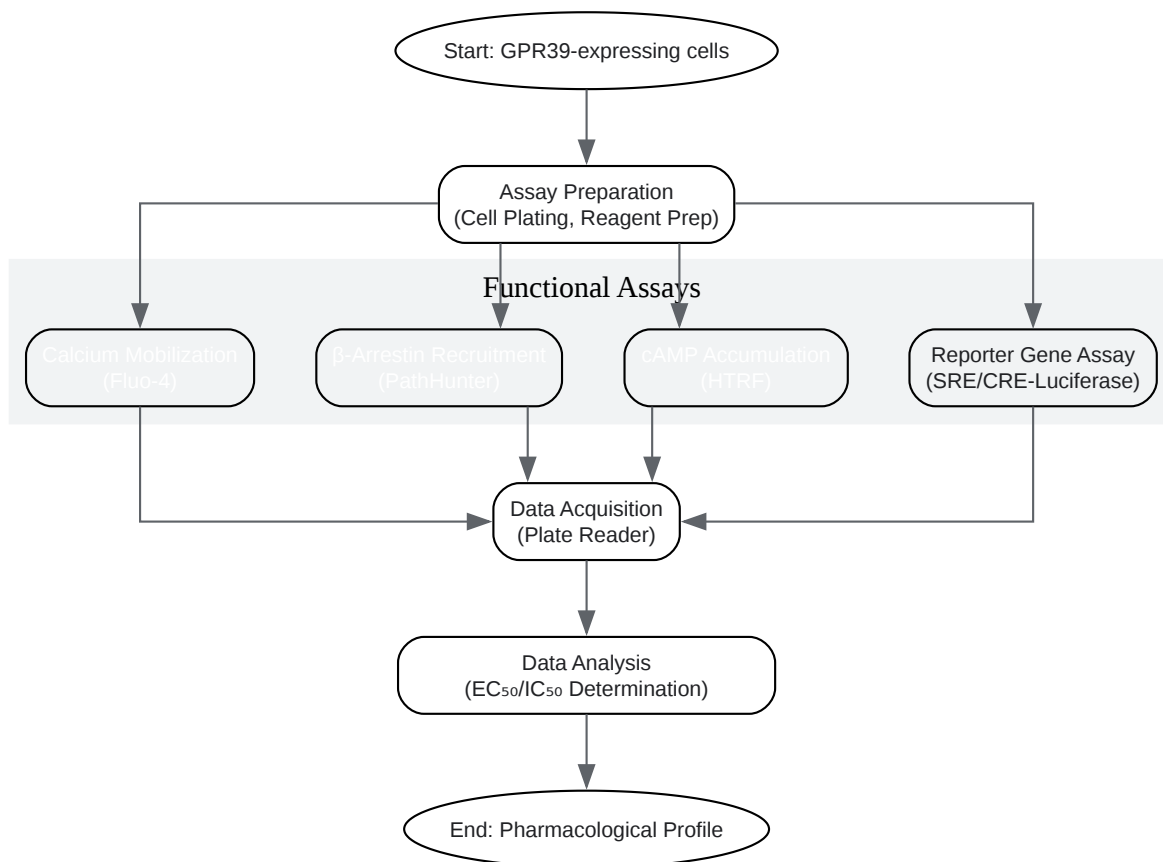 Start: GPR39-expressing cells
Assay Preparation
(Cell Plating, Reagent Prep)
Functional Assays
Calcium Mobilization
(Fluo-4)
β-Arrestin Recruitment
(PathHunter)
cAMP Accumulation
(HTRF)
Reporter Gene Assay
(SRE/CRE-Luciferase)
Data Acquisition
(Plate Reader)
Data Analysis
(EC₅₀/IC₅₀ Determination)
End: Pharmacological Profile